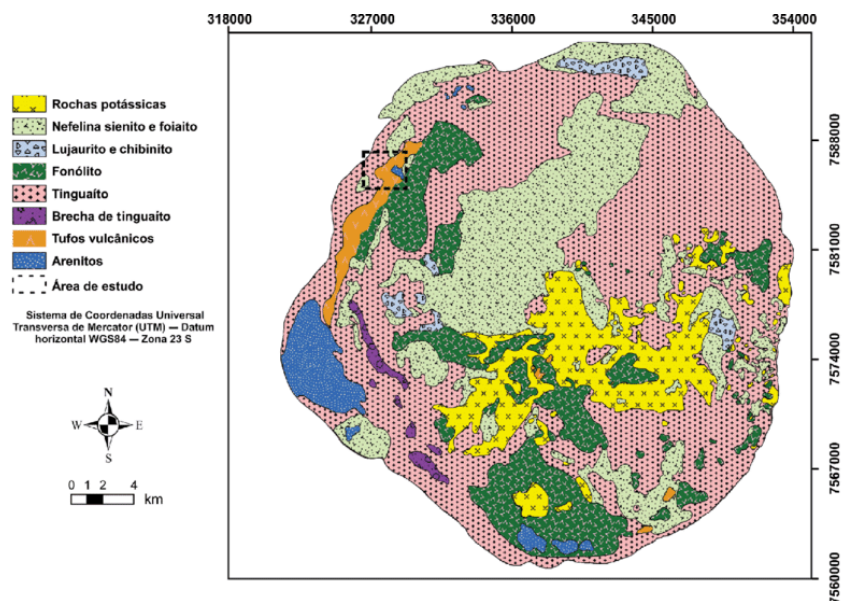 318000 327000 336000 345000 354000
Rochas potássicas
Nefelina sienito e foiaito
Lujaurito e chibinito
Fonólito
Tinguaíto
Brecha de tinguaíto
Tufos vulcânicos
Arenitos
Área de estudo
Sistema de Coordenadas Universal
Transversa de Mercator (UTM) — Datum
horizontal WGS84 — Zona 23 S
N
W E
S
0 1 2 4
km
7588000
7581000
7574000
7567000
7560000